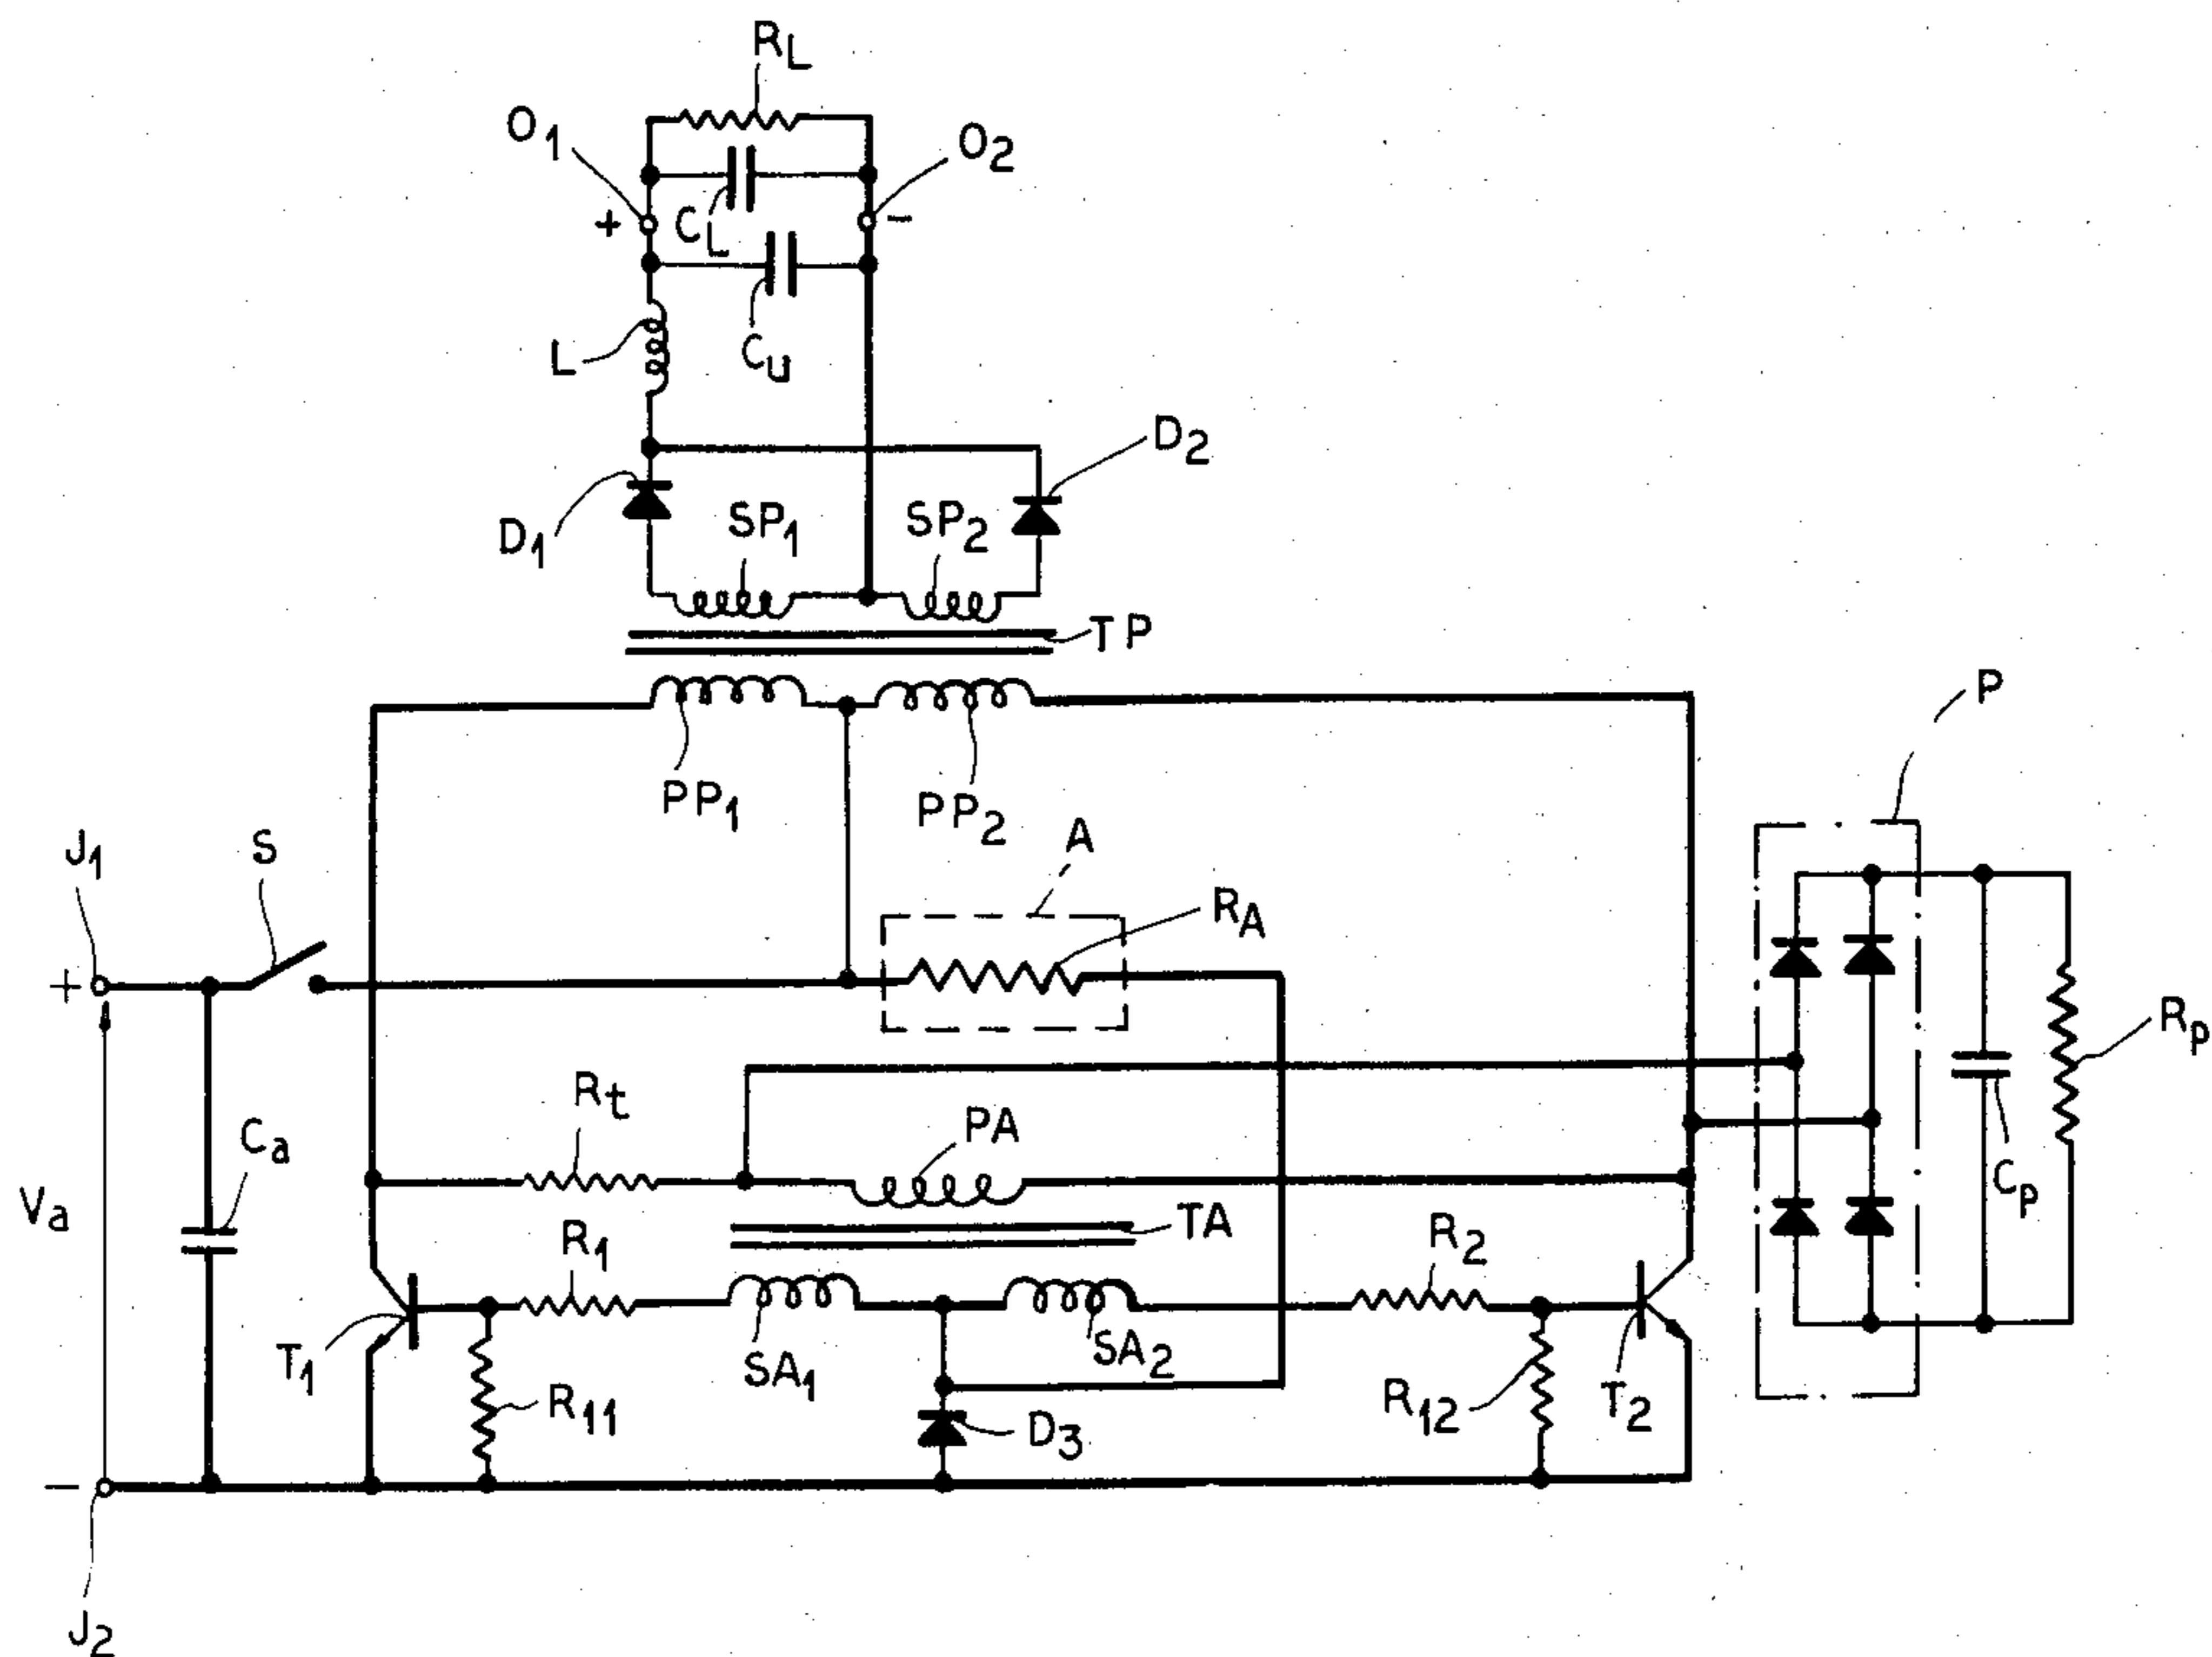 RL
O1
O2
+
CL
-
L
Cu
D2
D1
SP1
SP2
TP
P
PP1
PP2
J1
S
A
RA
+
Rp
Rt
Ca
PA
Va
Cp
TA
R1
R2
T1
SA1
SA2
R11
D3
R12
T2
-
J2